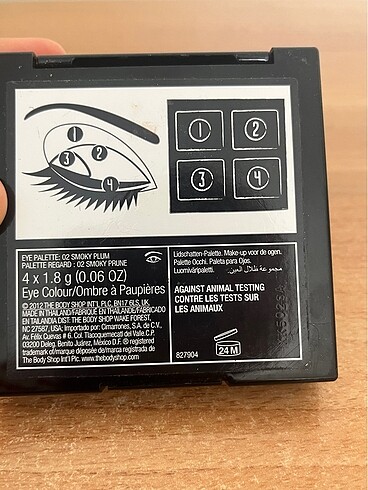 1
2
3
4
1
2
3
4
EYE PALETTE: 02 SMOKY PLUM
PALETTE REGARD : 02 SMOKY PRUNE
4 x 1.8 g (0.06 OZ)
Eye Colour/Ombre à Paupières
© 2012 THE BODY SHOP INT'L PLC, BN17 6LS, UK.
MADE IN THAILAND/FABRIQUÉ EN THAÏLANDE/FABRICADO
EN TAILANDIA DIST: THE BODY SHOP WAKE FOREST,
NC 27587, US; Importado por: Cimarrones, S.A. de C.V.,
Av. Félix Cuevas # 6. Col. Tlacoquemecatl del Valle C.P.
03200 Deleg. Benito Juárez, México D.F. ® registered
trademark of/marque déposée de/marca registrada de
The Body Shop Int'l Plc. www.thebodyshop.com
Lidschatten-Palette. Make-up voor de ogen.
Palette Occhi. Paleta para Ojos.
Luomiväripaletti.
مجموعة ظلال العين.
AGAINST ANIMAL TESTING
CONTRE LES TESTS SUR
LES ANIMAUX
827904
24 M